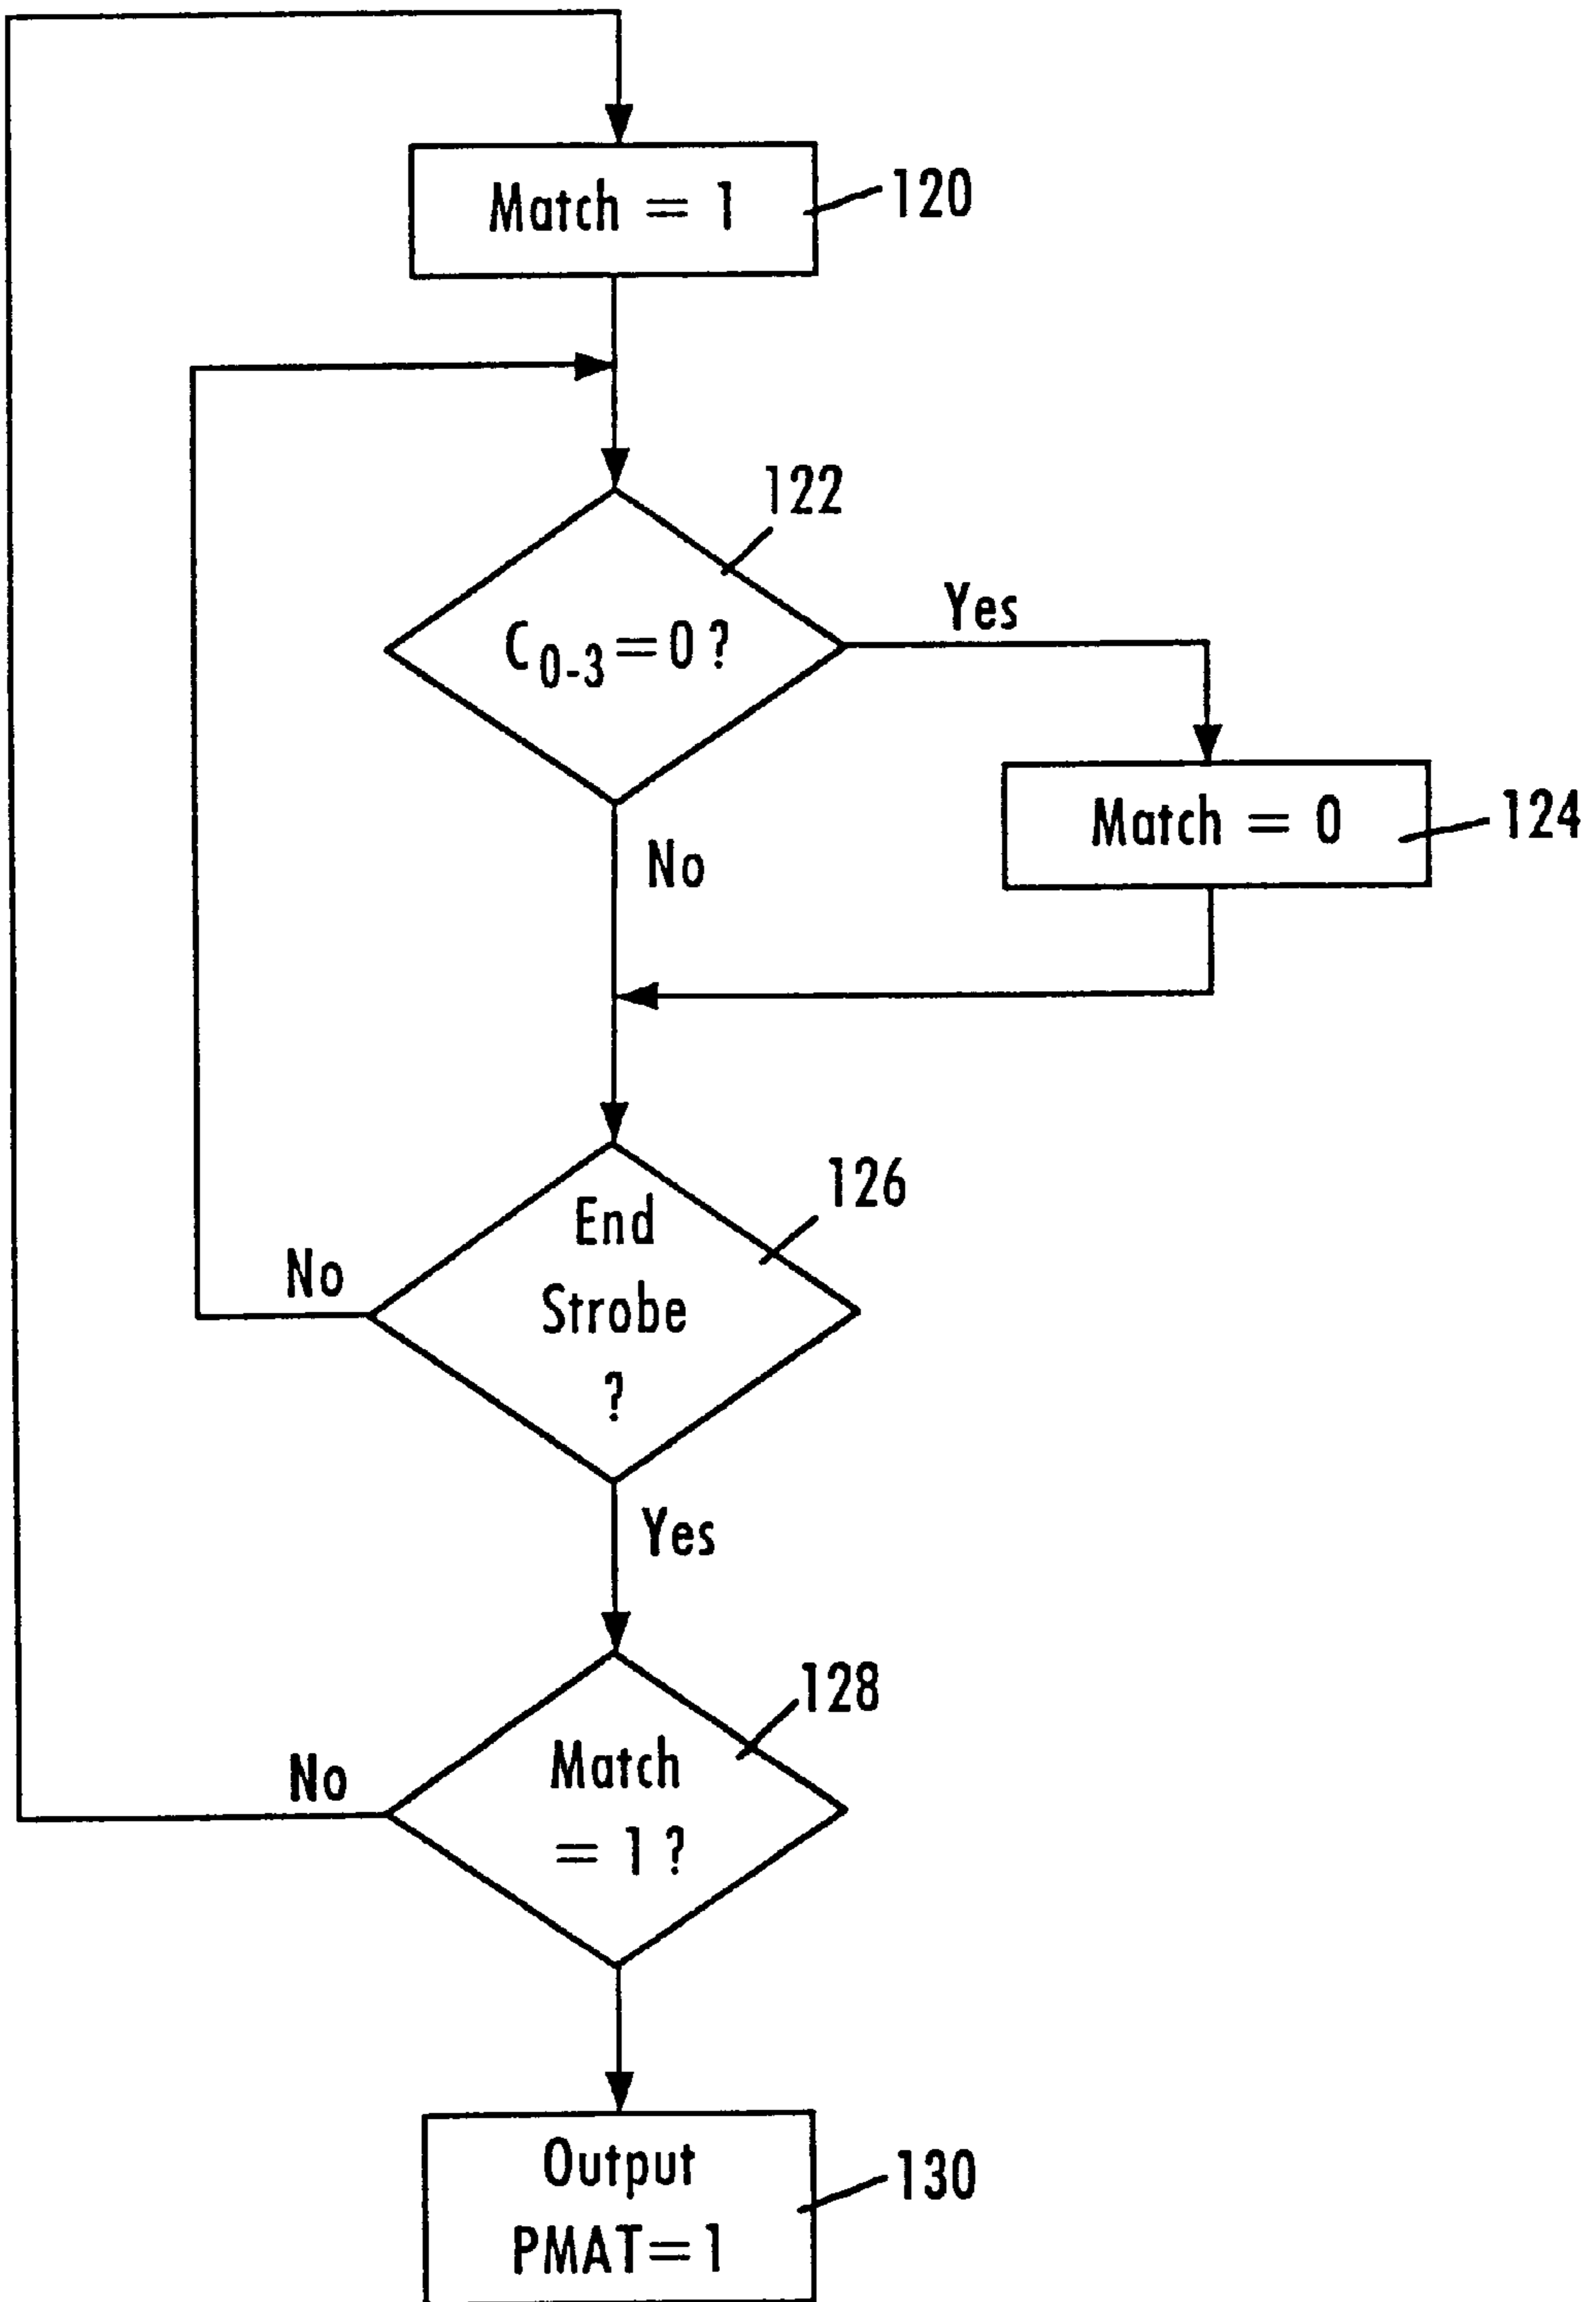 Match = 1
120
122
C₀₋₃=0?
Yes
Match = 0
124
No
126
End
Strobe
?
No
Yes
128
Match
= 1?
No
Output
PMAT=1
130